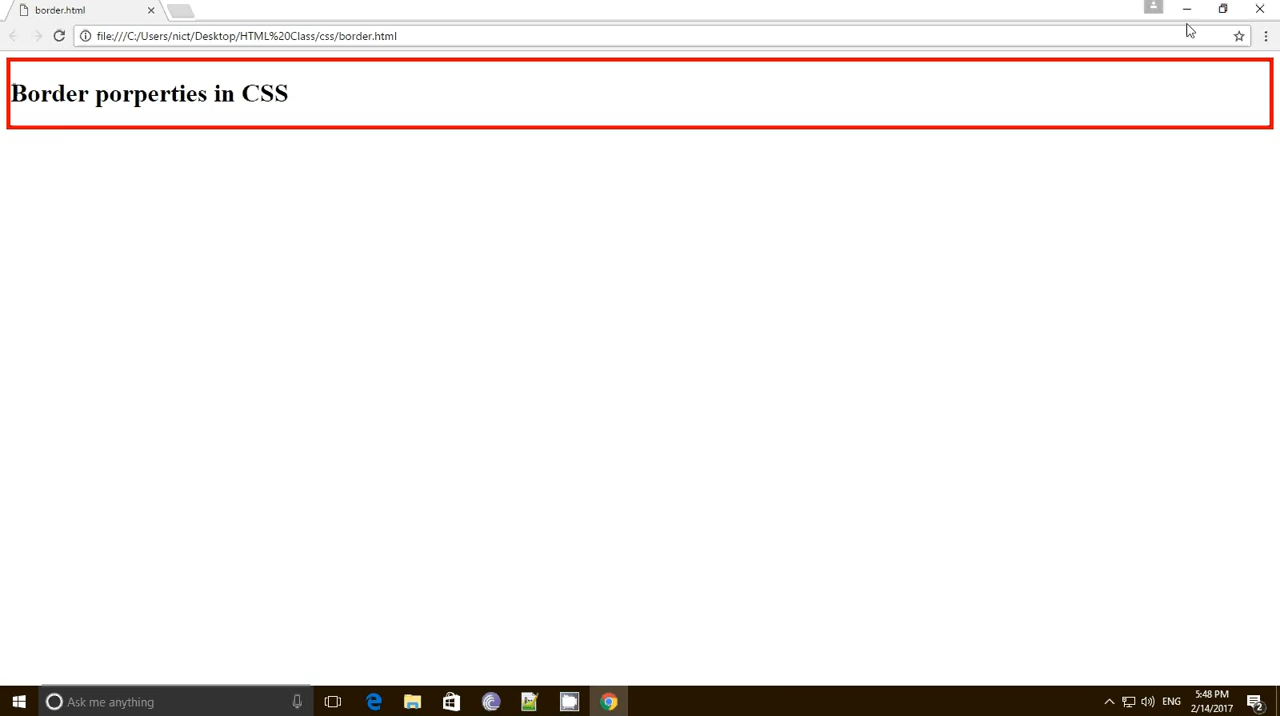 border.html
file:///C:/Users/nict/Desktop/HTML%20Class/css/border.html
Border porperties in CSS
Ask me anything
ENG
5:48 PM
2/14/2017
2